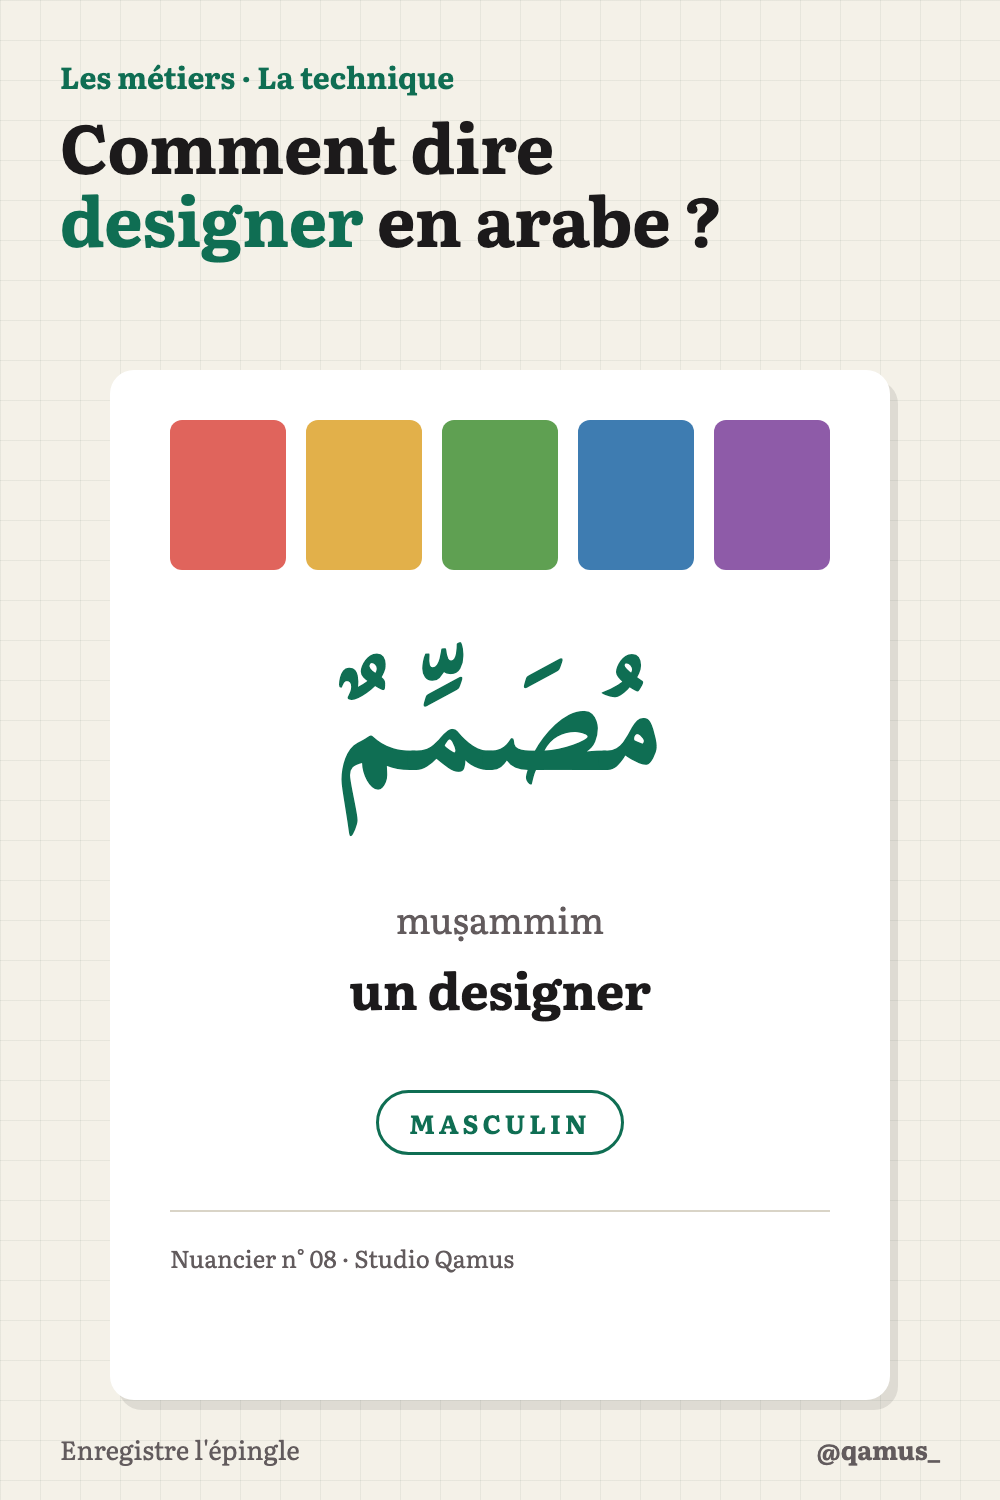 Les métiers · La technique
Comment dire
designer en arabe ?
مُصَمِّمٌ
muṣammim
un designer
MASCULIN
Nuancier n° 08 · Studio Qamus
Enregistre l'épingle
@qamus_